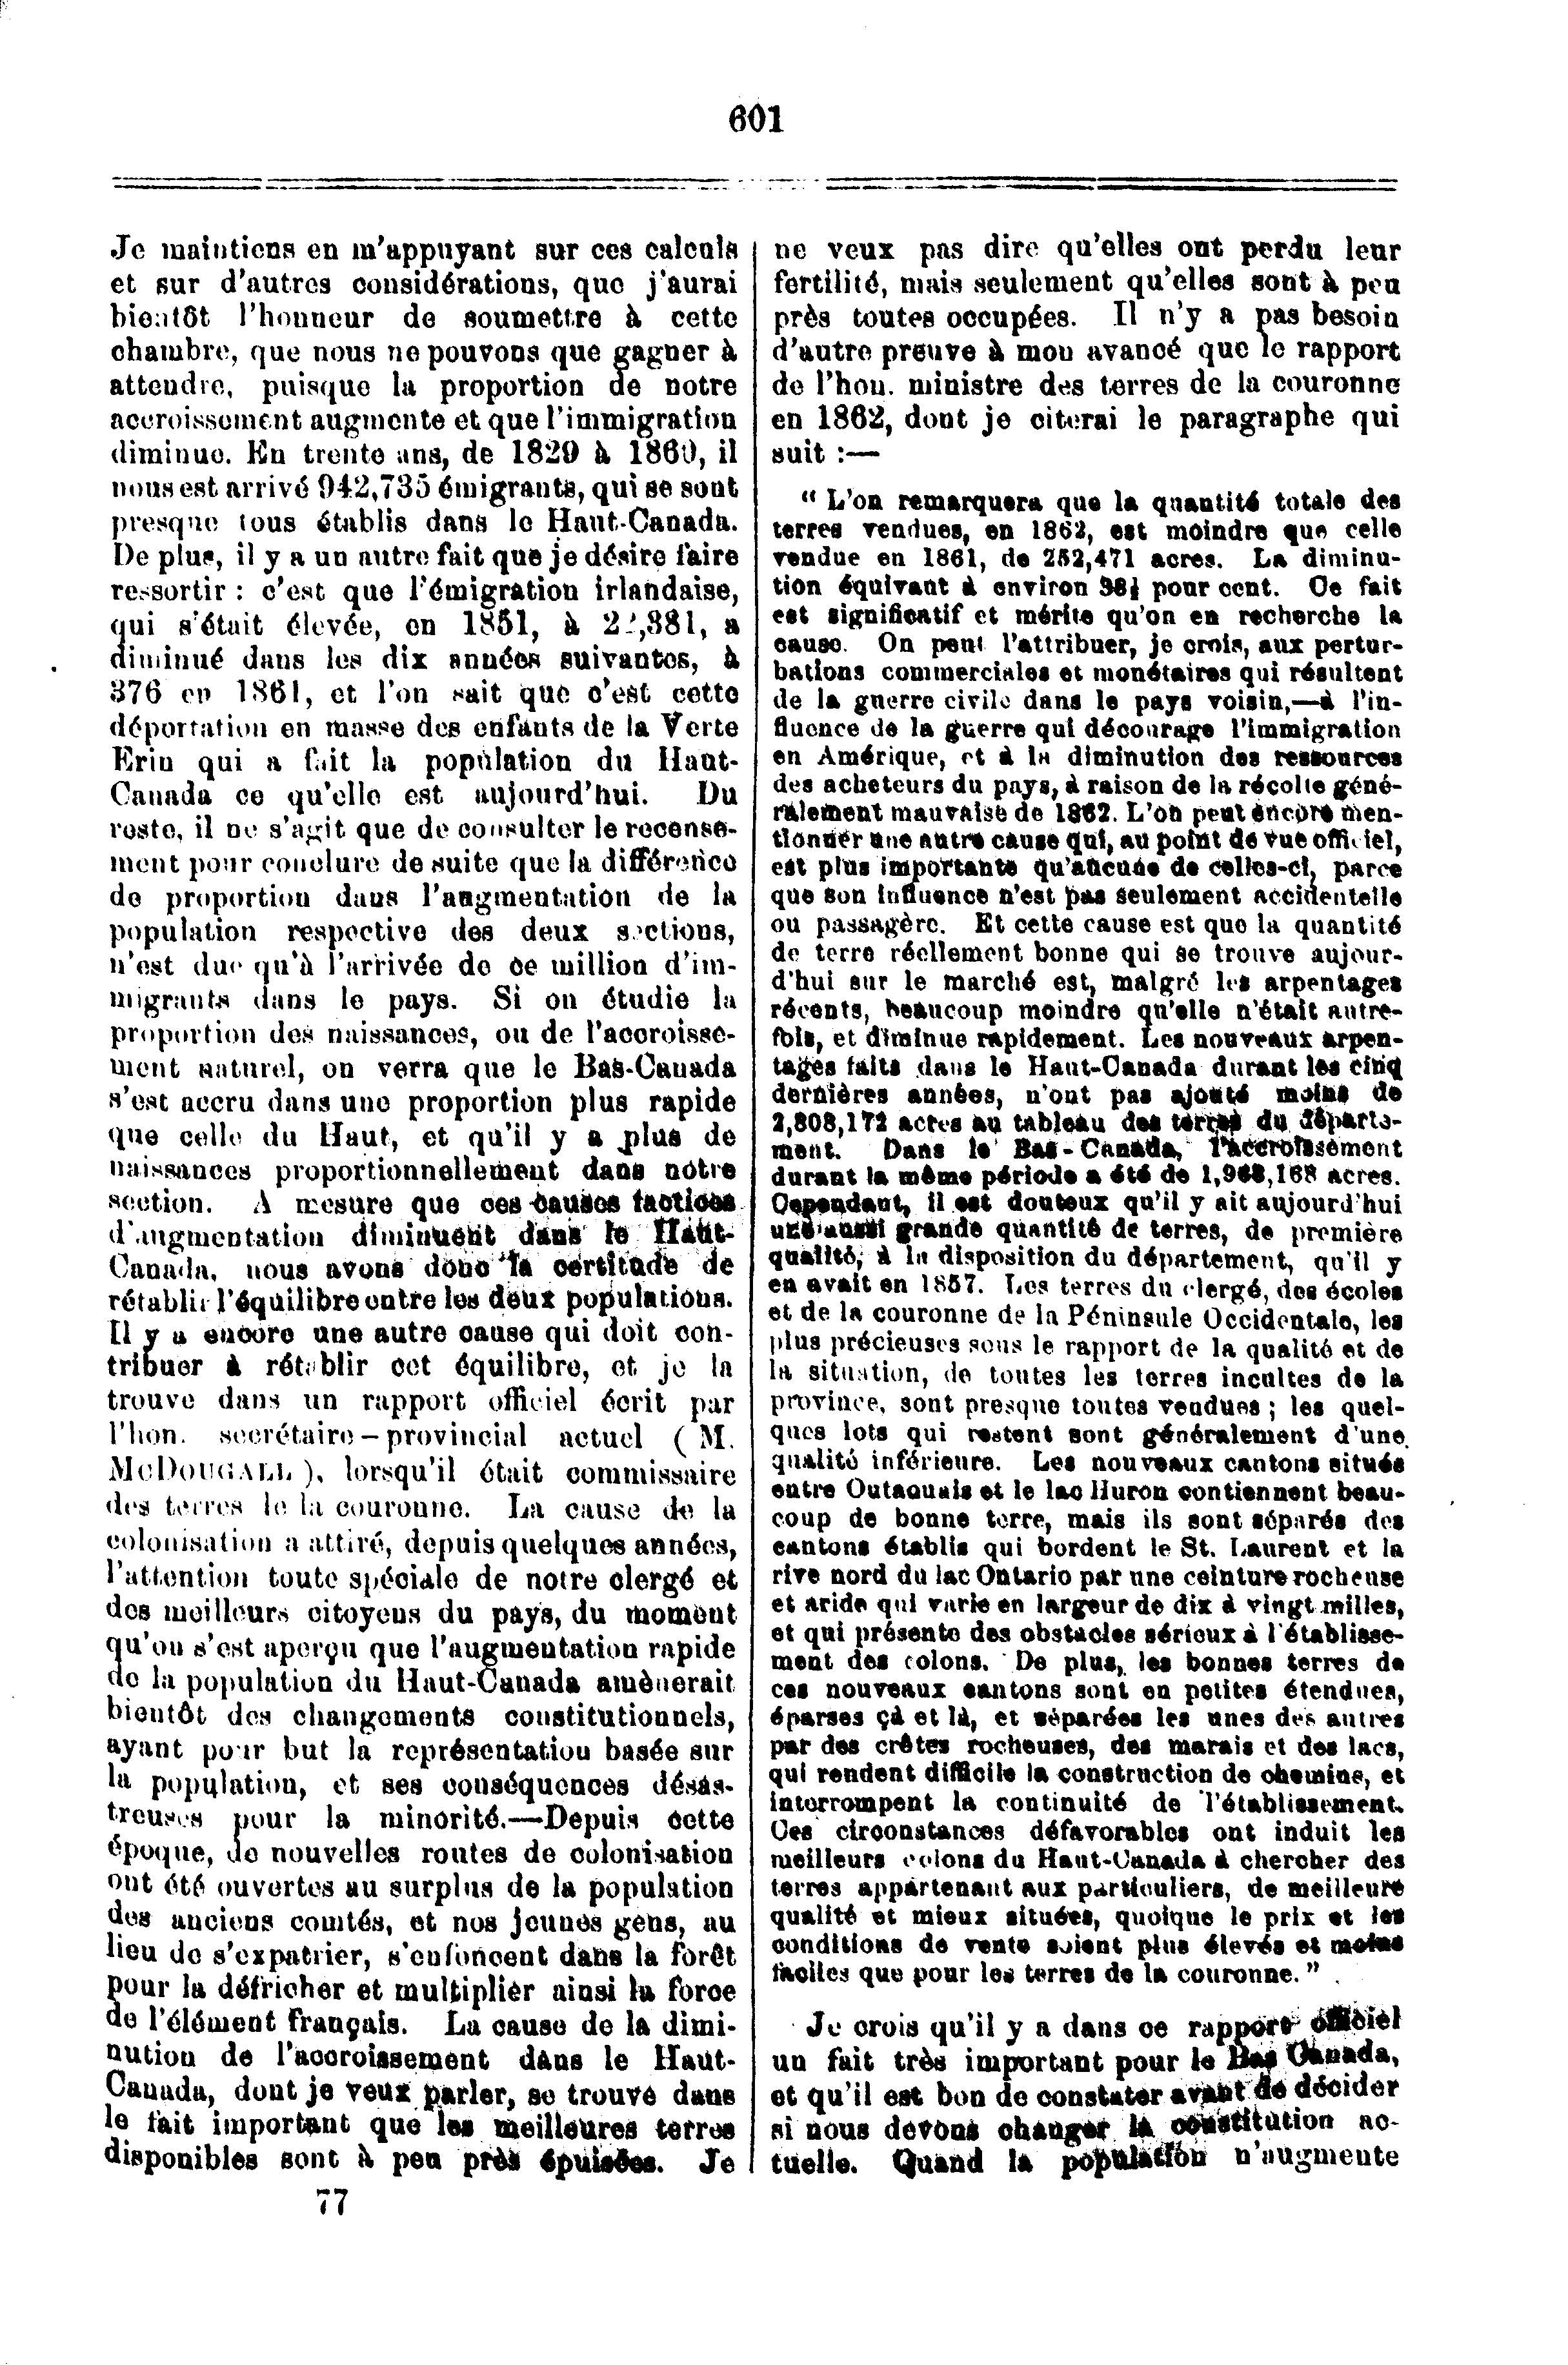 601
Je maintiens en m'appuyant sur ces calculs
et sur d'autres considérations, que j'aurai
bientôt l'honneur de soumettre à cette
chambre, que nous ne pouvons que gagner à
attendre, puisque la proportion de notre
accroissement augmente et que l'immigration
diminue. En trente ans, de 1829 à 1860, il
nous est arrivé 942,735 émigrants, qui se sont
presque tous établis dans le Haut-Canada.
De plus, il y a un autre fait que je désire faire
ressortir : c'est que l'émigration irlandaise,
qui s'était élevée, en 1851, à a
diminué dans les dix années suivantes, à
376 en 1861, et l'on sait que c'est cette
déportation en masse des enfants de la Verte
Erin qui a fait la population du Haut-
Canada ce qu'elle est aujourd'hui. Du
reste, il ne s'agit que de consulter le recense-
ment pour conclure de suite que la différence
de proportion dans l'augmentation de la
population respective des deux sections,
n'est due qu'à l'arrivée de ce million d'im-
migrants dans le pays. Si on étudie la
proportion des naissances, ou de l'accroisse-
ment naturel, on verra que le Bas-Canada
s'est accru dans une proportion plus rapide
que celle du Haut, et qu'il y a plus de
naissances proportionnellement dans notre
section. A mesure que ces causes factices
d'augmentation diminuent dans le Haut-
Canada, nous avons donc la certitude de
rétablir l'équilibre entre les deux populations.
Il y a encore une autre cause qui doit con-
tribuer à rétablir cet équilibre, et je la
trouve dans un rapport officiel écrit par
l'hon. secrétaire-provincial actuel ( M.
McDOUGALL ), lorsqu'il était commissaire
des terres de la couronne. La cause de la
colonisation a attiré, depuis quelques années,
l'attention toute spéciale de notre clergé et
des meilleurs citoyens du pays, du moment
qu'on s'est aperçu que l'augmentation rapide
de la population du Haut-Canada amènerait
bientôt des changements constitutionnels,
ayant pour but la représentation basée sur
la population, et ses conséquences désas-
treuses pour la minorité.—Depuis cette
époque, de nouvelles routes de colonisation
ont été ouvertes au surplus de la population
des anciens comtés, et nos jeunes gens, au
lieu de s'expatrier, s'enfoncent dans la forêt
pour la défricher et multiplier ainsi la force
de l'élément français. La cause de la dimi-
nution de l'accroissement dans le Haut-
Canada, dont je veux parler, se trouve dans
le fait important que les meilleures terres
disponibles sont à peu près épuisées. Je
77
ne veux pas dire qu'elles ont perdu leur
fertilité, mais seulement qu'elles sont à peu
près toutes occupées. Il n'y a pas besoin
d'autre preuve à mon avancé que le rapport
de l'hon. ministre des terres de la couronne
en 1862, dont je citerai le paragraphe qui
suit :—
" L'on remarquera que la quantité totale des
terres vendues, en 1862, est moindre que celle
vendue en 1861, de 252,471 acres. La diminu-
tion équivaut à environ 38½ pour cent. Ce fait
est significatif et mérite qu'on en recherche la
cause. On peut l'attribuer, je crois, aux pertur-
bations commerciales et monétaires qui résultent
de la guerre civile dans le pays voisin,—à l'in-
fluence de la guerre qui décourage l'immigration
en Amérique, et à la diminution des ressources
des acheteurs du pays, à raison de la récolte géné-
ralement mauvaise de 1862. L'on peut encore men-
tionner une autre cause qui, au point de vue officiel,
est plus importante qu'aucune de celles-ci, parce
que son influence n'est pas seulement accidentelle
ou passagère. Et cette cause est que la quantité
de terre réellement bonne qui se trouve aujour-
d'hui sur le marché est, malgré les arpentages
récents, beaucoup moindre qu'elle n'était autre-
fois, et diminue rapidement. Les nouveaux arpen-
tages faits dans le Haut-Canada durant les cinq
dernières années, n'ont pas ajouté moins de
2,808,172 acres au tableau des terres du départe-
ment. Dans le Bas-Canada, l'accroissement
durant la même période a été de 1,968,168 acres.
Cependant, il est douteux qu'il y ait aujourd'hui
une aussi grande quantité de terres, de première
qualité, à la disposition du département, qu'il y
en avait en 1857. Les terres du clergé, des écoles
et de la couronne de la Péninsule Occidentale, les
plus précieuses sous le rapport de la qualité et de
la situation, de toutes les terres incultes de la
province, sont presque toutes vendues ; les quel-
ques lots qui restent sont généralement d'une
qualité inférieure. Les nouveaux cantons situés
entre Outaouais et le lac Huron contiennent beau-
coup de bonne terre, mais ils sont séparés des
cantons établis qui bordent le St. Laurent et la
rive nord du lac Ontario par une ceinture rocheuse
et aride qui varie en largeur de dix à vingt milles,
et qui présente des obstacles sérieux à l'établisse-
ment des colons. De plus, les bonnes terres de
ces nouveaux cantons sont en petites étendues,
éparses çà et là, et séparées les unes des autres
par des crêtes rocheuses, des marais et des lacs,
qui rendent difficile la construction de chemins, et
interrompent la continuité de l'établissement.
Ces circonstances défavorables ont induit les
meilleurs colons du Haut-Canada à chercher des
terres appartenant aux particuliers, de meilleure
qualité et mieux situées, quoique le prix et les
conditions de vente soient plus élevés et moins
faciles que pour les terres de la couronne. "
Je crois qu'il y a dans ce rapport officiel
un fait très important pour le Bas Canada,
et qu'il est bon de constater avant de décider
si nous devons changer la constitution ac-
tuelle. Quand la population n'augmente